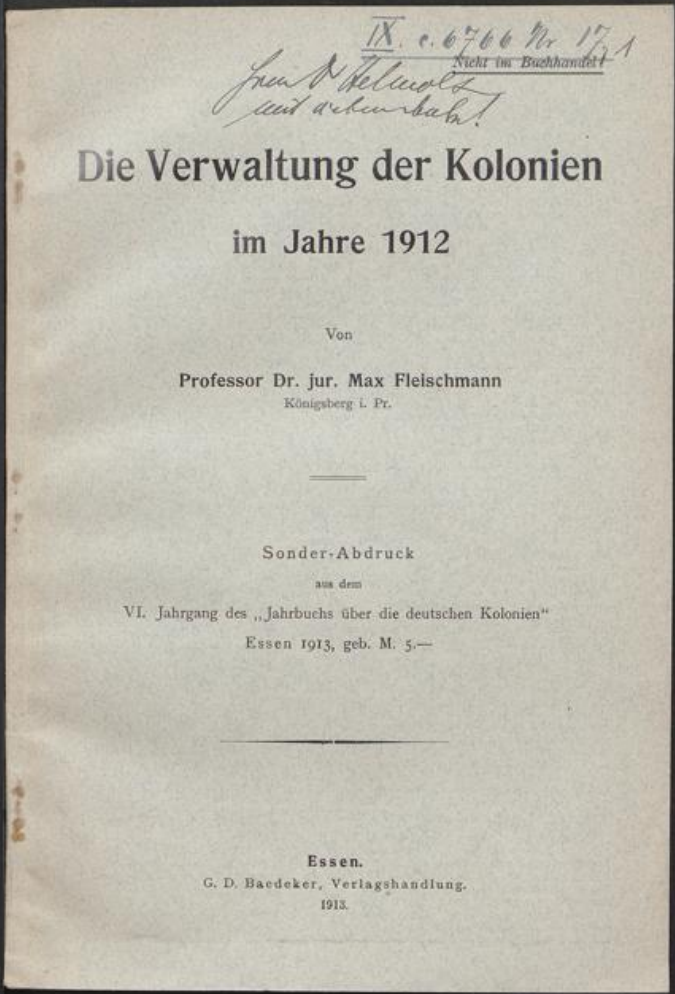 IX. c. 6766 Nr 17,1
Nicht im Buchhandel!
Die Verwaltung der Kolonien
im Jahre 1912
Von
Professor Dr. jur. Max Fleischmann
Königsberg i. Pr.
Sonder-Abdruck
aus dem
VI. Jahrgang des „Jahrbuchs über die deutschen Kolonien“
Essen 1913, geb. M. 5.—
Essen.
G. D. Baedeker, Verlagshandlung.
1913.